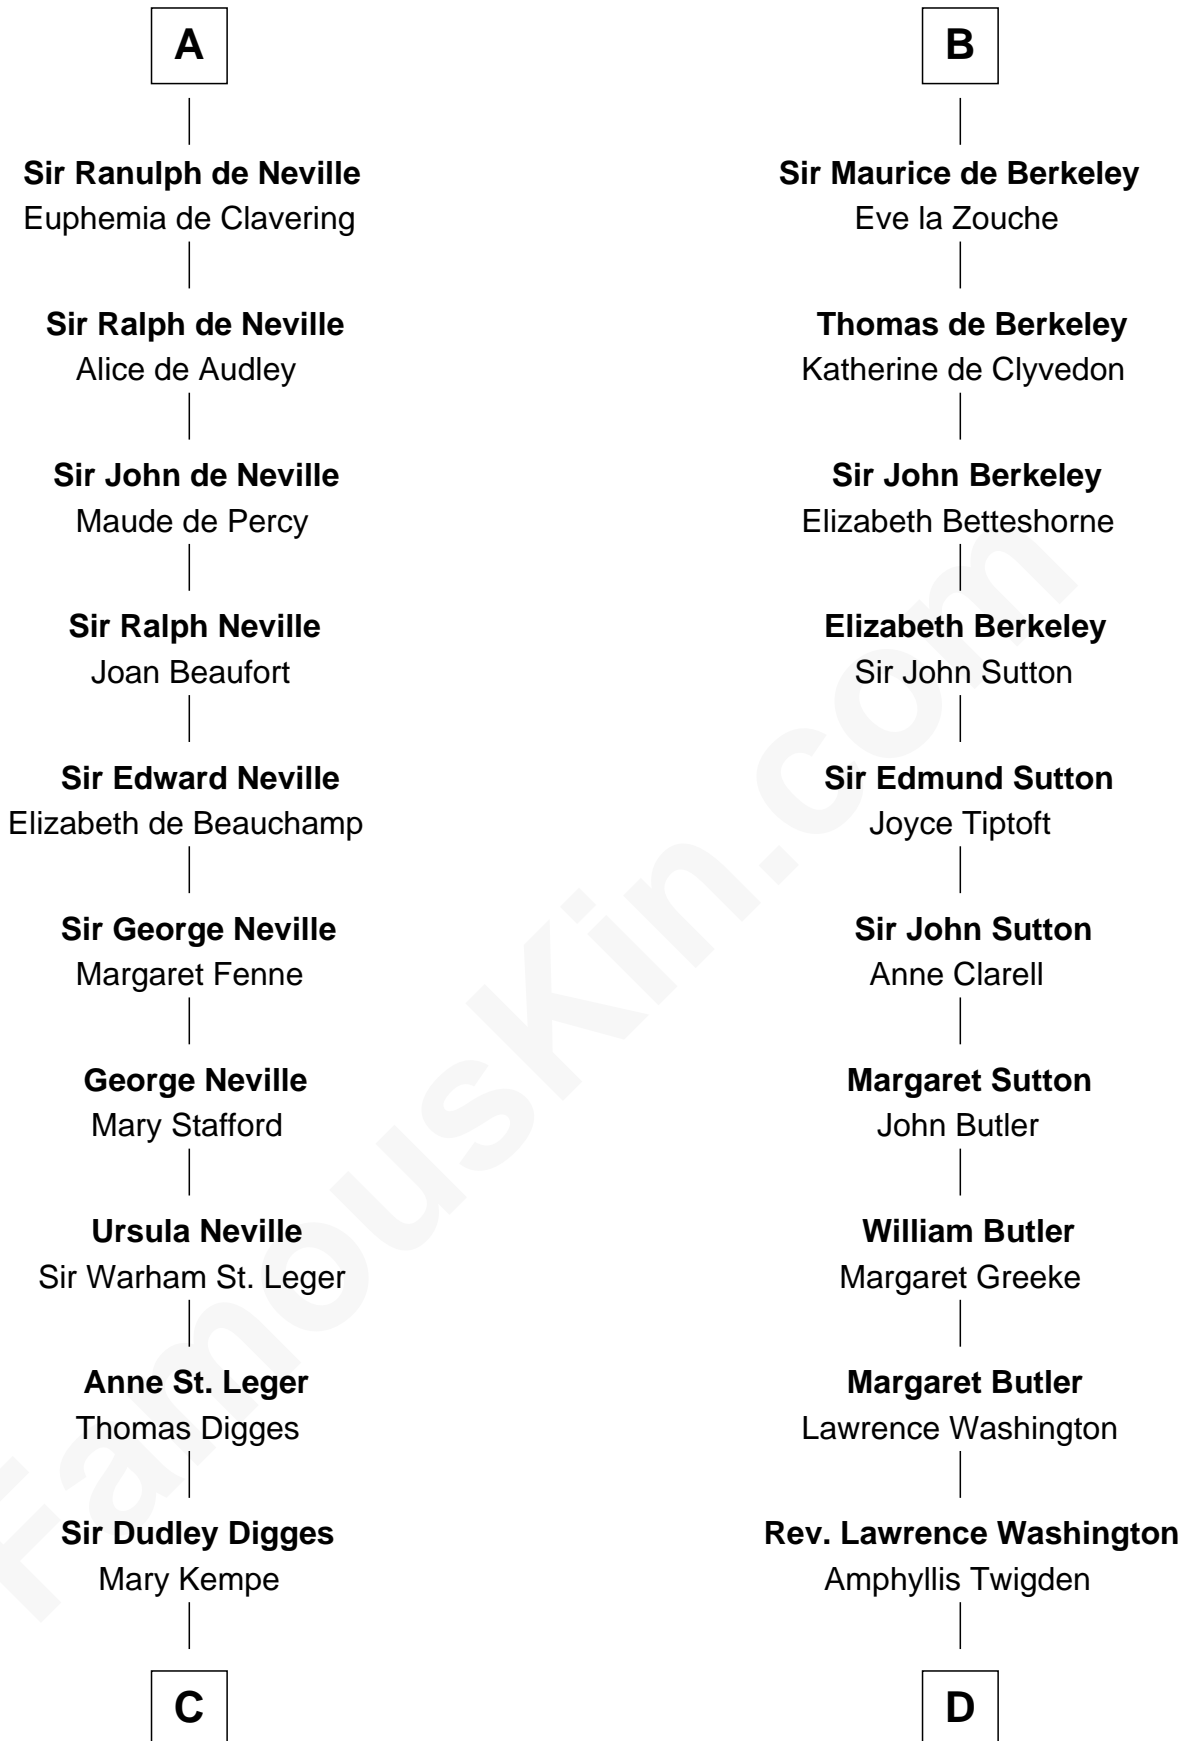 A
Sir Ranulph de Neville
Euphemia de Clavering
Sir Ralph de Neville
Alice de Audley
Sir John de Neville
Maude de Percy
Sir Ralph Neville
Joan Beaufort
Sir Edward Neville
Elizabeth de Beauchamp
Sir George Neville
Margaret Fenne
George Neville
Mary Stafford
Ursula Neville
Sir Warham St. Leger
Anne St. Leger
Thomas Digges
Sir Dudley Digges
Mary Kempe
C
B
Sir Maurice de Berkeley
Eve la Zouche
Thomas de Berkeley
Katherine de Clyvedon
Sir John Berkeley
Elizabeth Betteshorne
Elizabeth Berkeley
Sir John Sutton
Sir Edmund Sutton
Joyce Tiptoft
Sir John Sutton
Anne Clarell
Margaret Sutton
John Butler
William Butler
Margaret Greeke
Margaret Butler
Lawrence Washington
Rev. Lawrence Washington
Amphyllis Twigden
D
FamousKin.com